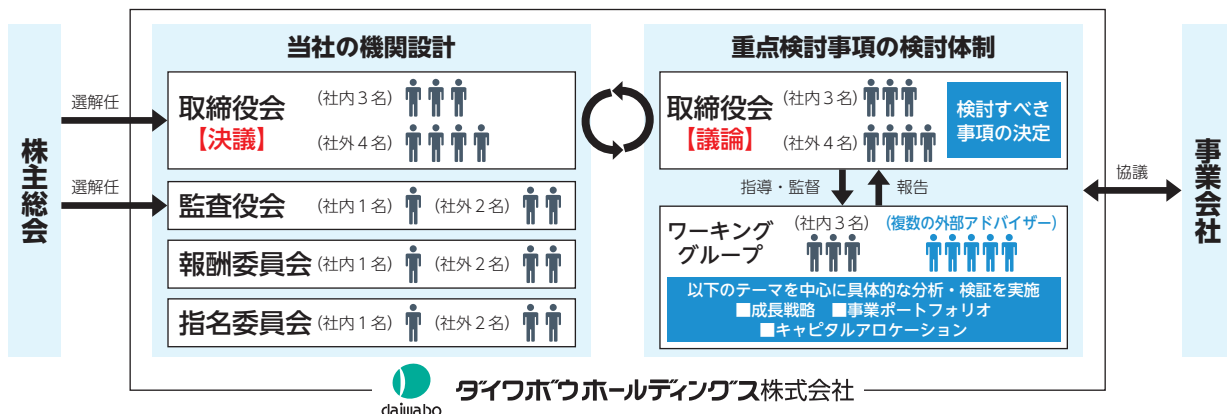 株主総会
選解任
選解任
当社の機関設計
取締役会
【決議】
(社内3名)
(社外4名)
監査役会 (社内1名) (社外2名)
報酬委員会 (社内1名) (社外2名)
指名委員会 (社内1名) (社外2名)
重点検討事項の検討体制
取締役会
【議論】
(社内3名)
(社外4名)
検討すべき
事項の決定
指導・監督
報告
ワーキング
グループ
(社内3名)
(複数の外部アドバイザー)
以下のテーマを中心に具体的な分析・検証を実施
■成長戦略 ■事業ポートフォリオ
■キャピタルアロケーション
協議
事業会社
daiwabo
ダイワボウホールディングス株式会社